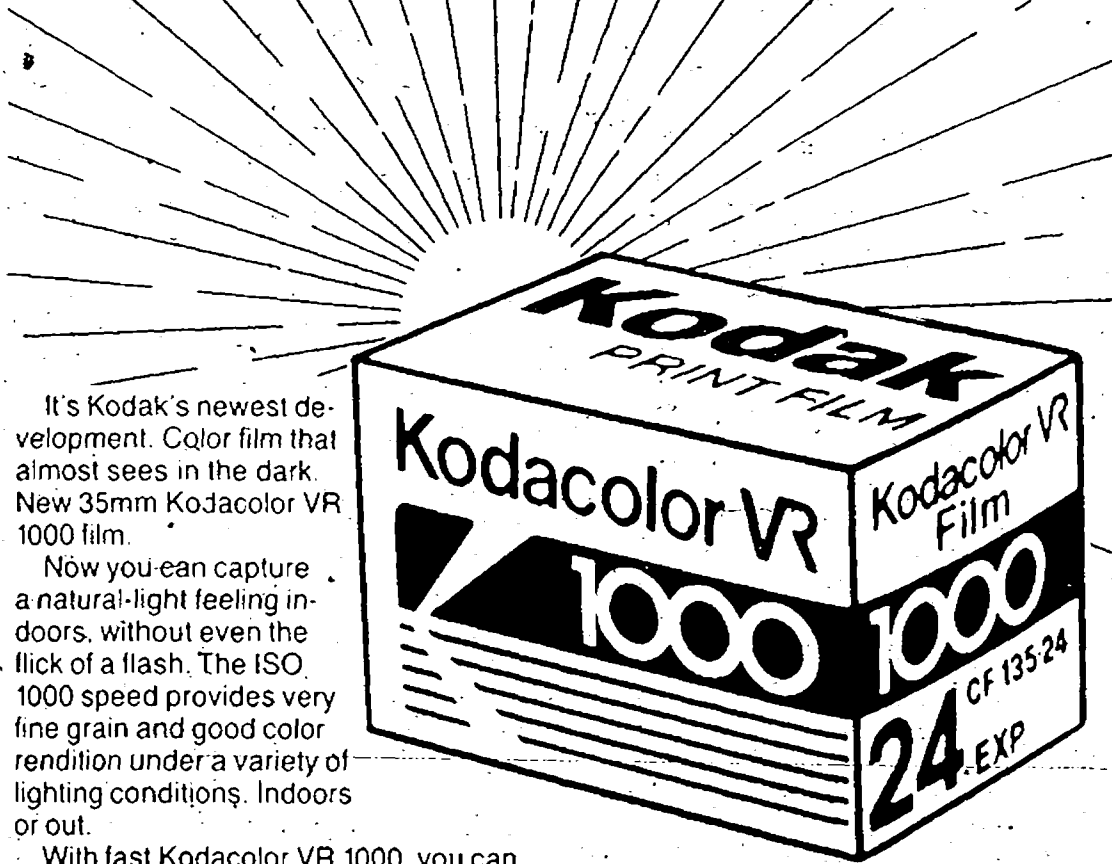 It's Kodak's newest de-
velopment. Color film that
almost sees in the dark.
New 35mm Kodacolor VR
1000 film.
Now you can capture
a natural-light feeling in-
doors, without even the
flick of a flash. The ISO
1000 speed provides very
fine grain and good color
rendition under a variety of
lighting conditions. Indoors
or out.
With fast Kodacolor VR 1000, you can
Kodak
PRINT FILM
Kodacolor VR
1000
Kodacolor VR
Film
1000
24 EXP
CF 135-24